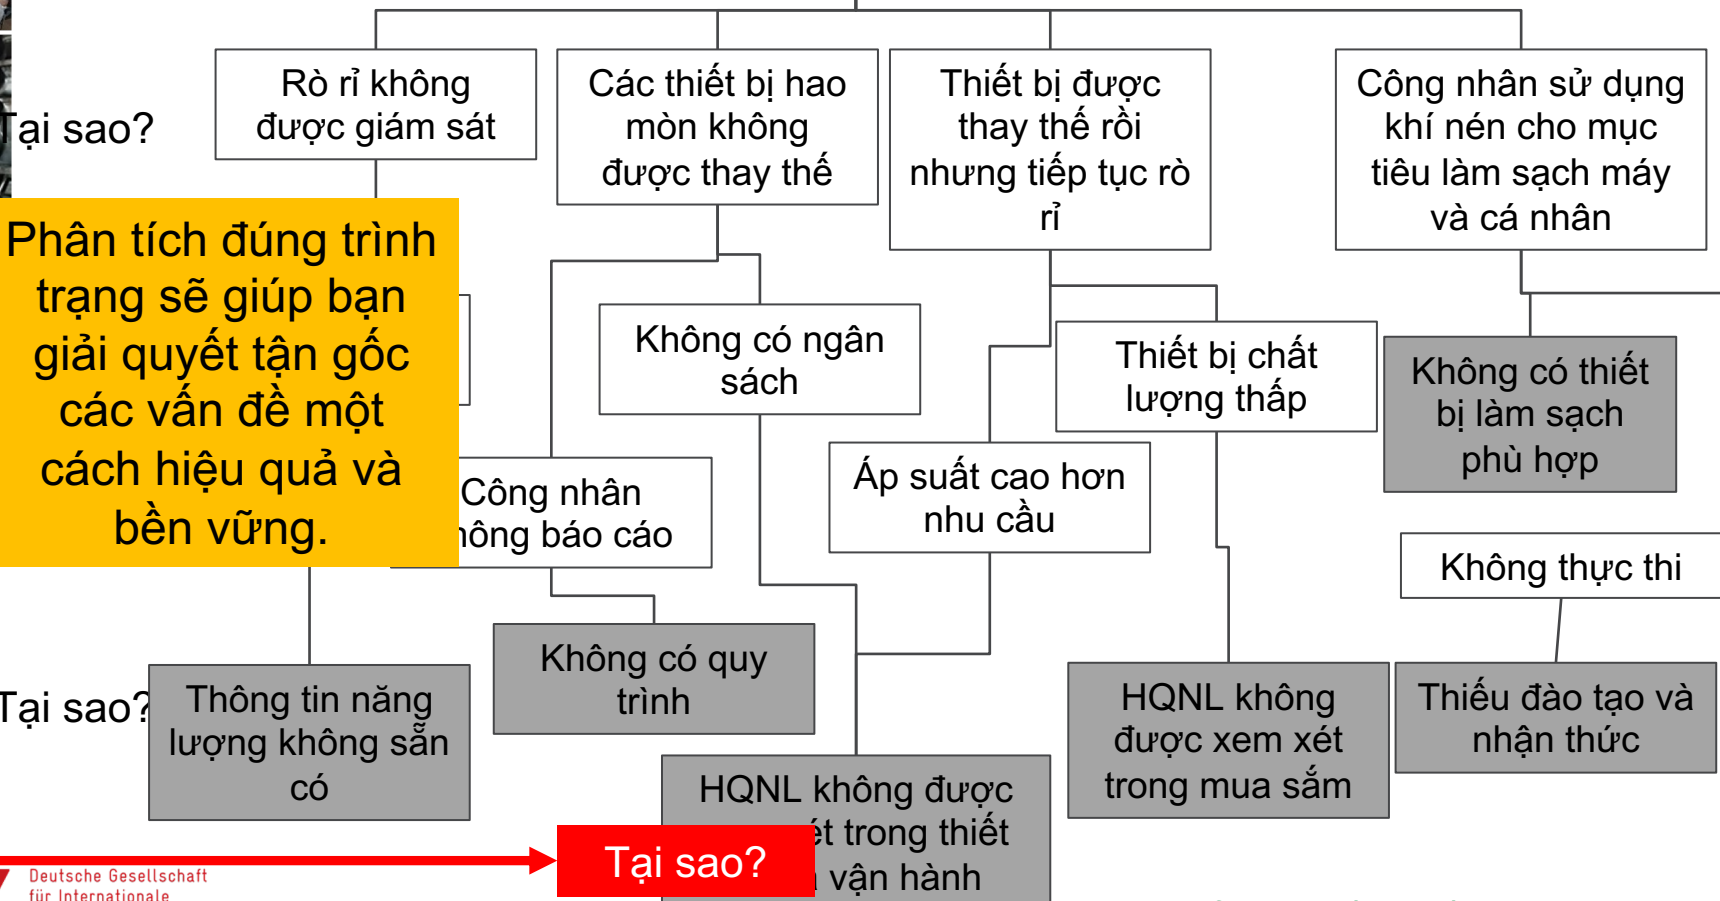 Tại sao?
Rò rỉ không
được giám sát
Các thiết bị hao
mòn không
được thay thế
Thiết bị được
thay thế rồi
nhưng tiếp tục rò
rỉ
Công nhân sử dụng
khí nén cho mục
tiêu làm sạch máy
và cá nhân
Phân tích đúng trình
trạng sẽ giúp bạn
giải quyết tận gốc
các vấn đề một
cách hiệu quả và
bền vững.
Không có ngân
sách
Thiết bị chất
lượng thấp
Không có thiết
bị làm sạch
phù hợp
Công nhân
báo cáo
Áp suất cao hơn
nhu cầu
Không thực thi
Tại sao?
Thông tin năng
lượng không sẵn
có
Không có quy
trình
HQNL không được
trong thiết
vận hành
HQNL không
được xem xét
trong mua sắm
Thiếu đào tạo và
nhận thức
Tại sao?
Deutsche Gesellschaft
für Internationale